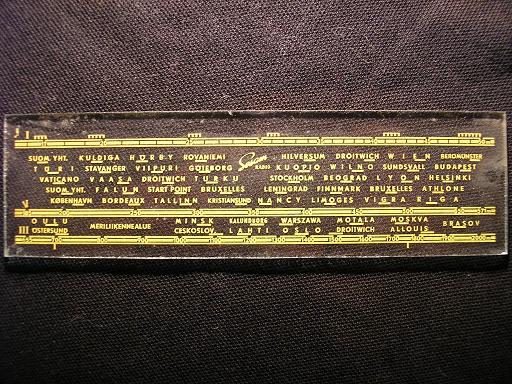 I
SUOM. YHT. KULDIGA HÖRBY ROVANIEMI Salora RADIO HILVERSUM DROITWICH WIEN BEROMÜNSTER
TURI STAVANGER VIIPURI GÖTEBORG KUOPIO WILNO SUNDSVALL BUDAPEST
VATICANO VAASA DROITWICH TURKU STOCKHOLM BEOGRAD LYON HELSINKI
SUOM. YHT. FALUN START POINT BRUXELLES LENINGRAD FINNMARK BRUXELLES ATHLONE
KØBENHAVN BORDEAUX TALLINN KRISTIANSUND NANCY LIMOGES VIGRA RIGA
OULU MERILIIKENNEALUE MINSK KALUNDBORG WARSZAWA MOTALA MOSKVA BRASOV
III ÖSTERSUND CESKOSLOV. LAHTI OSLO DROITWICH ALLOUIS